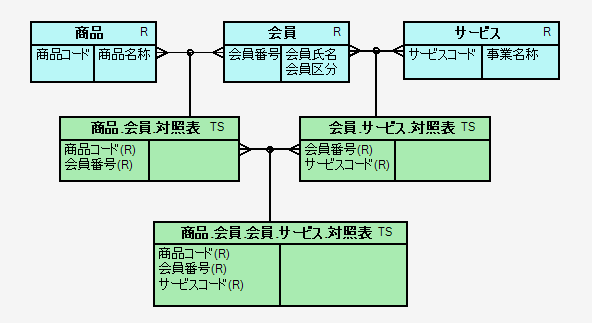 商品 R
商品コード 商品名称
会員 R
会員番号 会員氏名
会員区分
サービス R
サービスコード 事業名称
商品.会員.対照表 TS
商品コード(R)
会員番号(R)
会員.サービス.対照表 TS
会員番号(R)
サービスコード(R)
商品.会員.会員.サービス.対照表 TS
商品コード(R)
会員番号(R)
サービスコード(R)